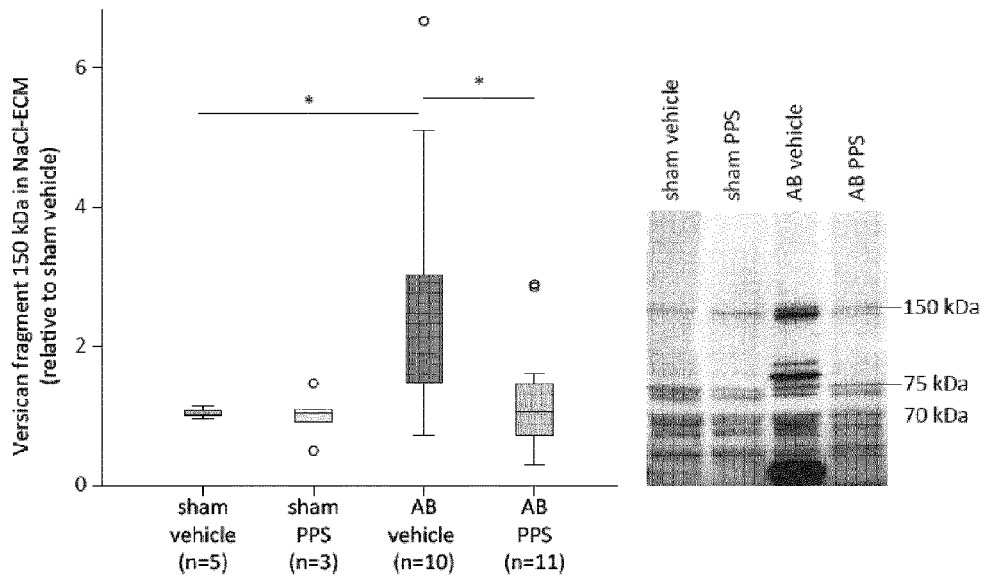 Versican fragment 150 kDa in NaCl-ECM
(relative to sham vehicle)
6
4
2
0
*
*
sham
vehicle
(n=5)
sham
PPS
(n=3)
AB
vehicle
(n=10)
AB
PPS
(n=11)
sham vehicle
sham PPS
AB vehicle
AB PPS
150 kDa
75 kDa
70 kDa